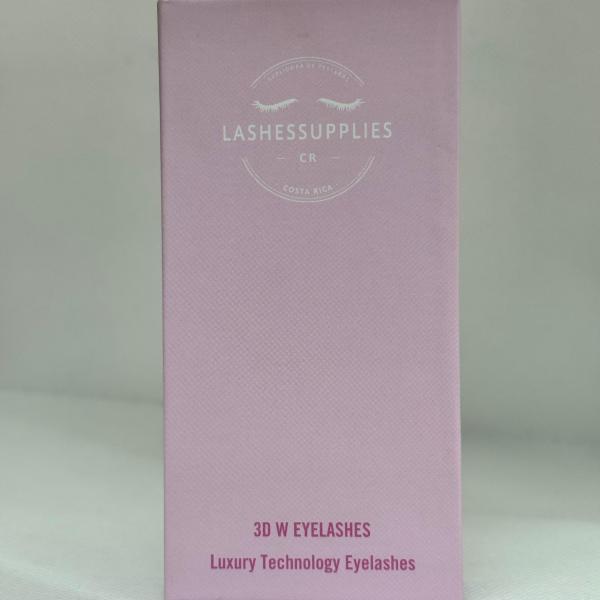 LASHESSUPPLIES
CR
COSTA RICA
3D W EYELASHES
Luxury Technology Eyelashes